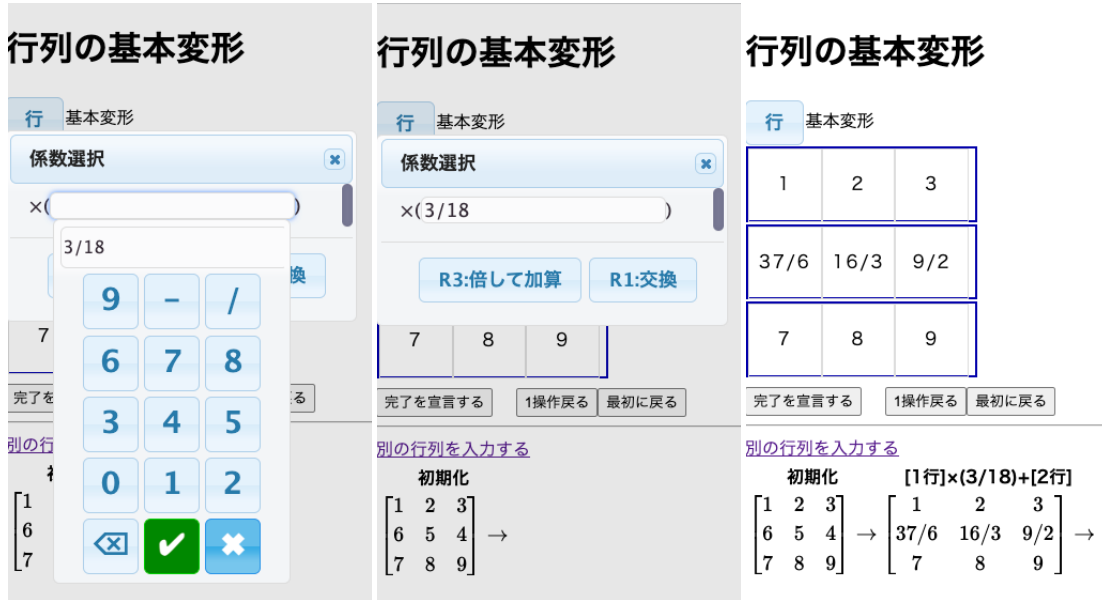 行列の基本変形
行 基本変形
係数選択
×( )
3/18
換
9 - /
6 7 8
3 4 5
0 1 2
7
完了を
る
別の行
初
1
6
7
行列の基本変形
行 基本変形
係数選択
×(3/18 )
R3:倍して加算 R1:交換
7 8 9
完了を宣言する 1操作戻る 最初に戻る
別の行列を入力する
初期化
1 2 3
6 5 4 →
7 8 9
行列の基本変形
行 基本変形
1 2 3
37/6 16/3 9/2
7 8 9
完了を宣言する 1操作戻る 最初に戻る
別の行列を入力する
初期化 [1行]×(3/18)+[2行]
1 2 3 1 2 3
6 5 4 → 37/6 16/3 9/2 →
7 8 9 7 8 9